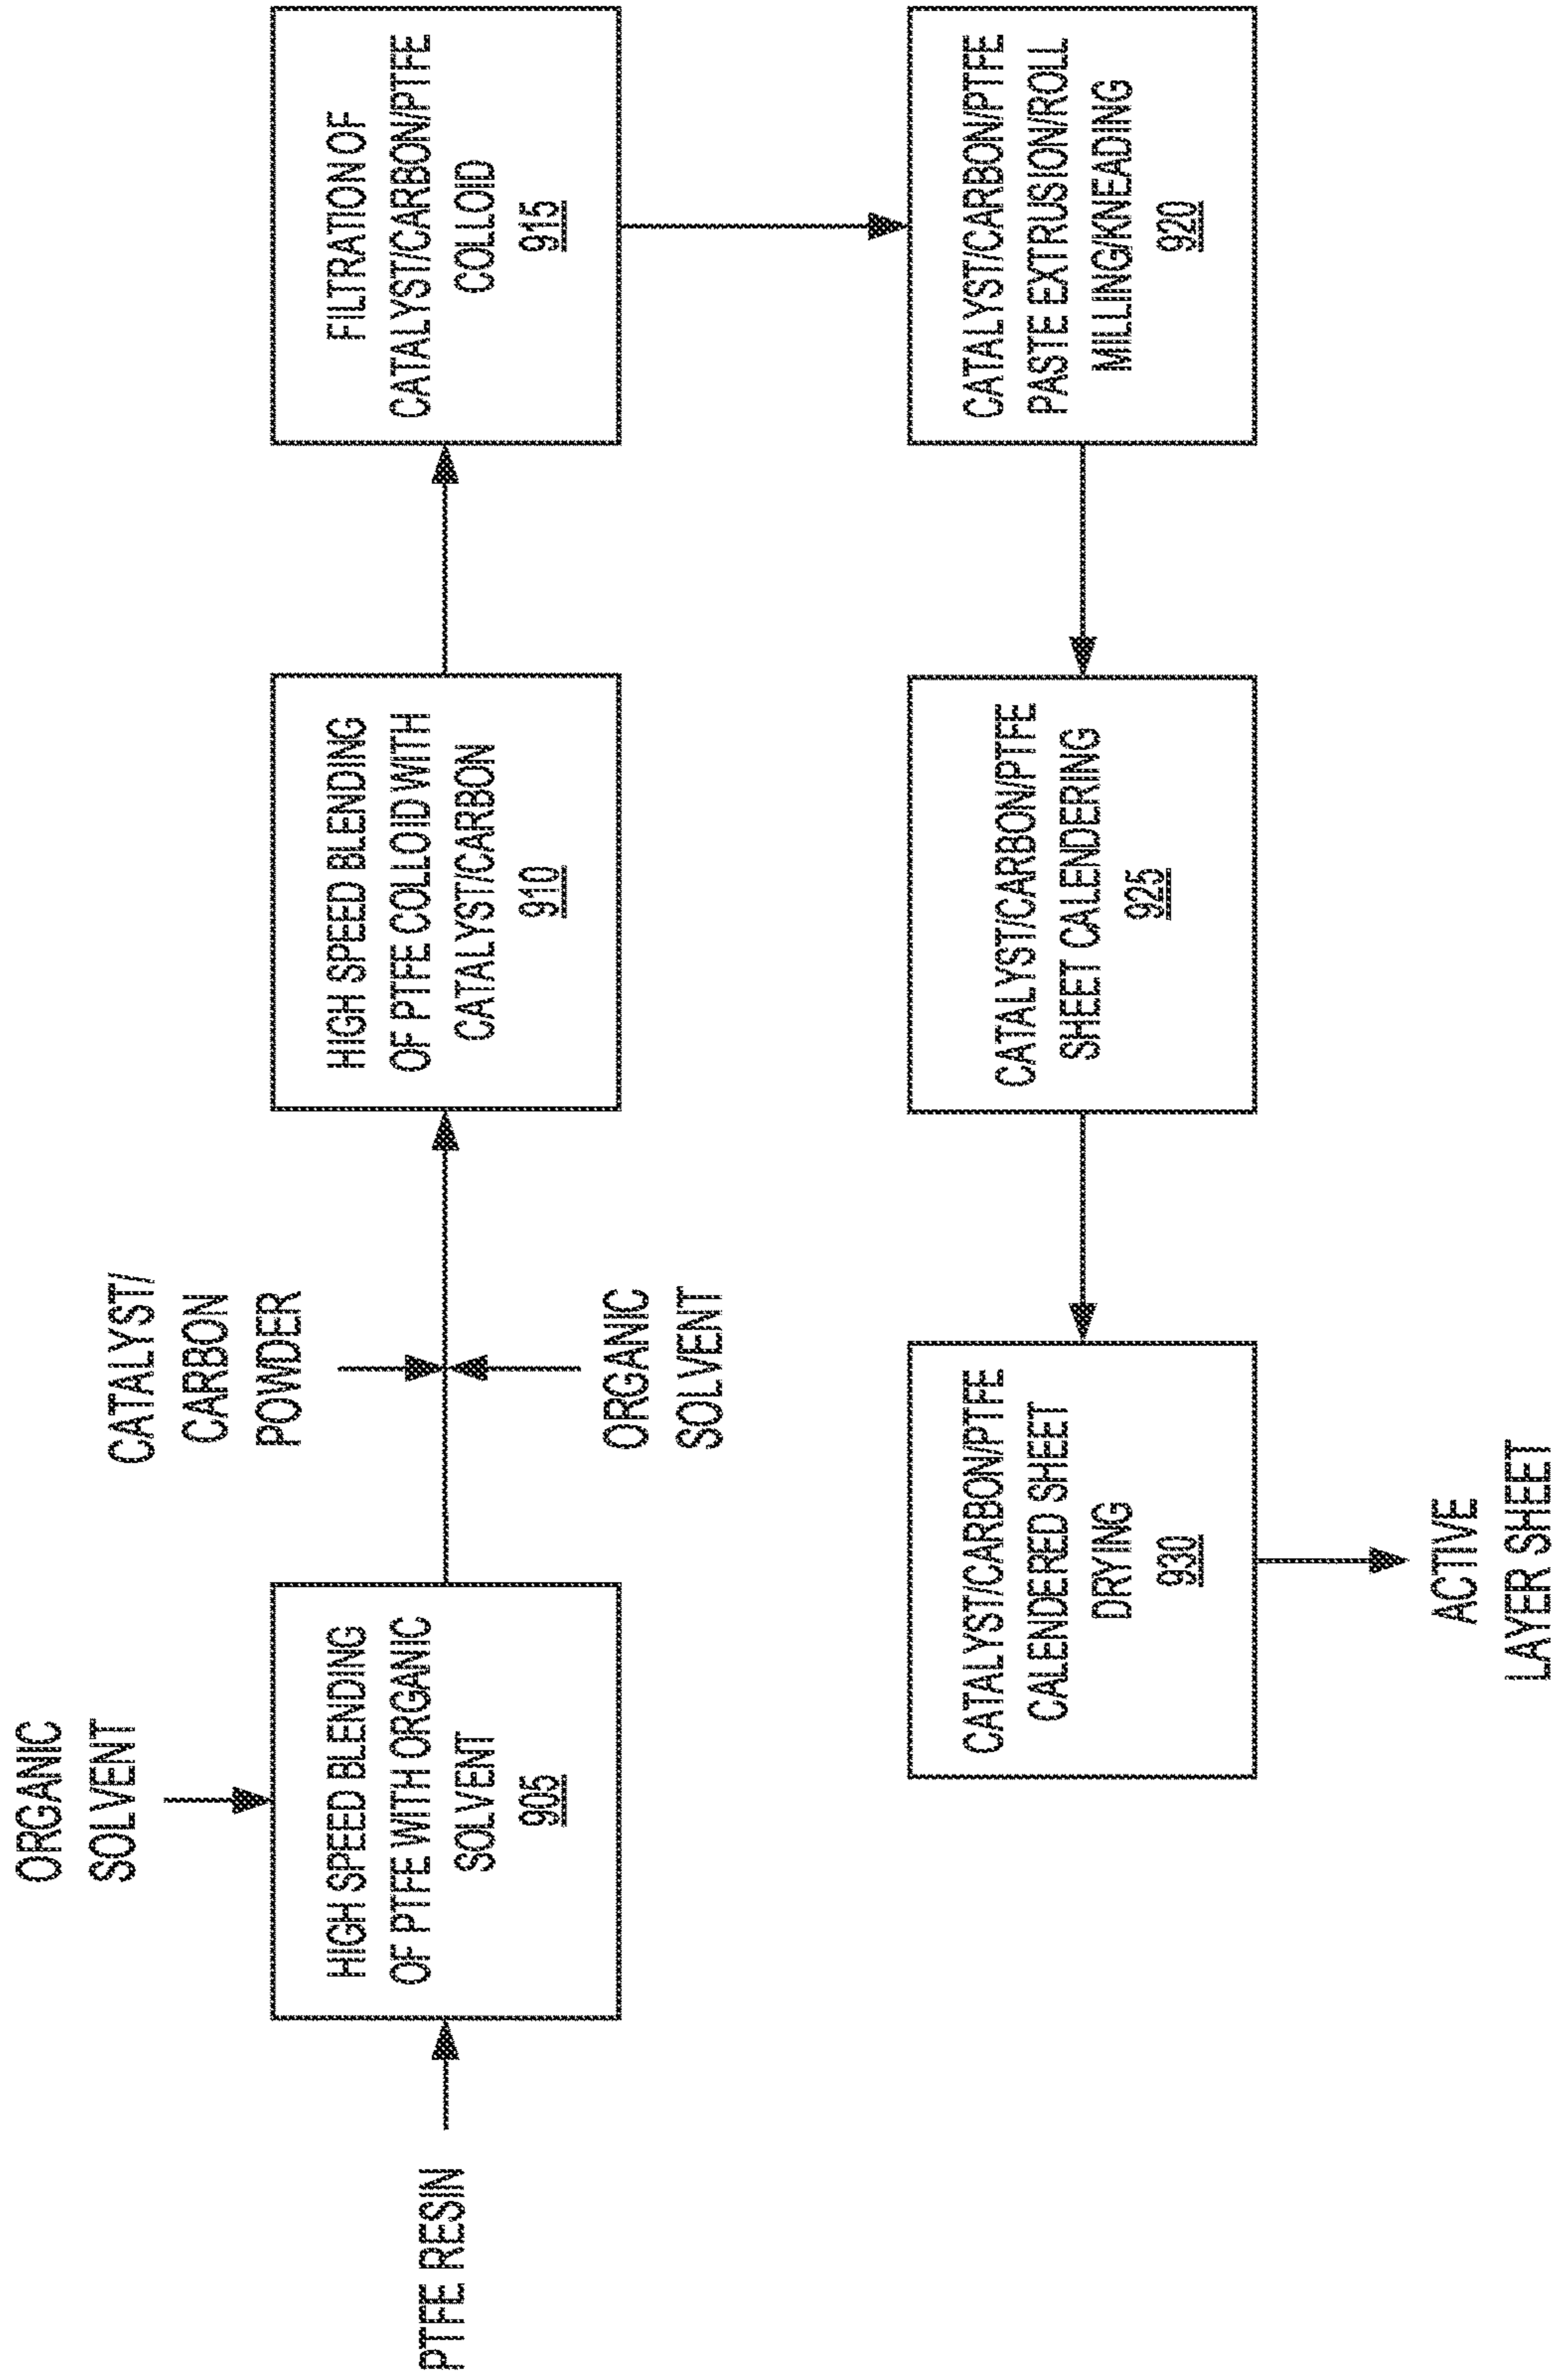 ORGANIC
SOLVENT
PTFE RESIN
HIGH SPEED BLENDING
OF PTFE WITH ORGANIC
SOLVENT
905
CATALYST/
CARBON
POWDER
ORGANIC
SOLVENT
HIGH SPEED BLENDING
OF PTFE COLLOID WITH
CATALYST/CARBON
910
FILTRATION OF
CATALYST/CARBON/PTFE
COLLOID
915
CATALYST/CARBON/PTFE
PASTE EXTRUSION/ROLL
MILLING/KNEADING
920
CATALYST/CARBON/PTFE
SHEET CALENDERING
925
CATALYST/CARBON/PTFE
CALENDERED SHEET
DRYING
930
ACTIVE
LAYER SHEET